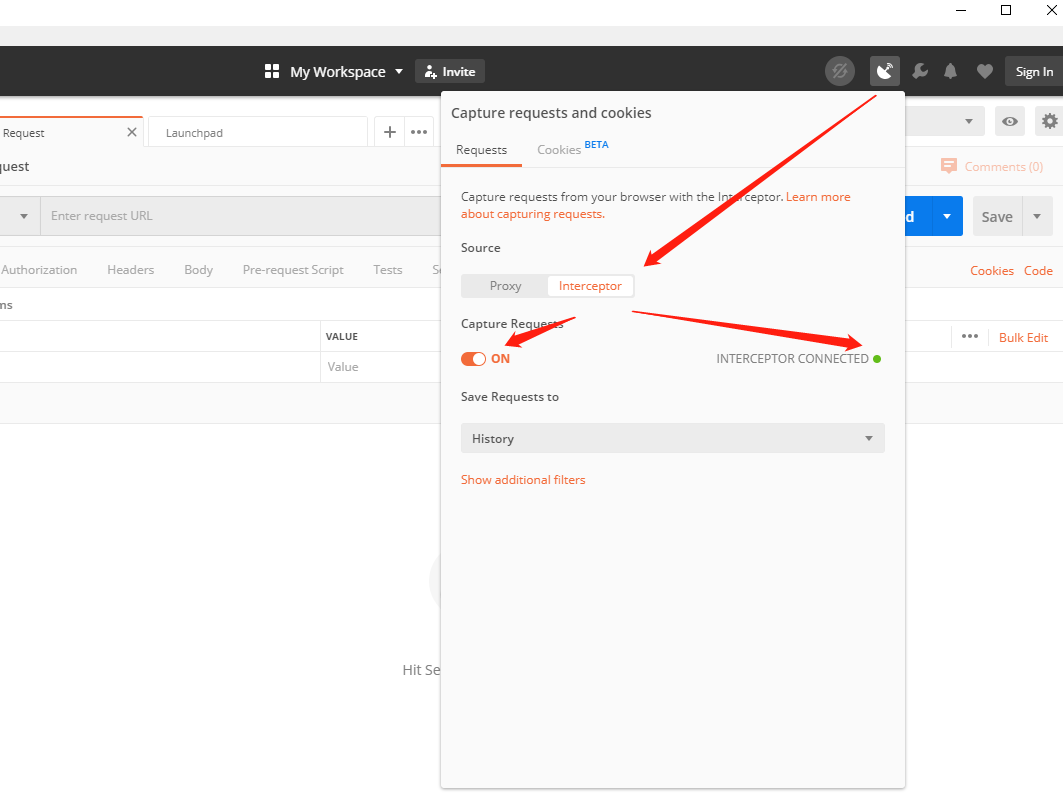 My Workspace
Invite
Sign In
Request
Launchpad
Capture requests and cookies
Requests
Cookies BETA
quest
Comments (0)
Capture requests from your browser with the Interceptor. Learn more
about capturing requests.
Enter request URL
d
Save
Source
Authorization
Headers
Body
Pre-request Script
Tests
Cookies
Code
Proxy
Interceptor
ns
Capture Requests
VALUE
Bulk Edit
ON
INTERCEPTOR CONNECTED
Value
Save Requests to
History
Show additional filters
Hit Se